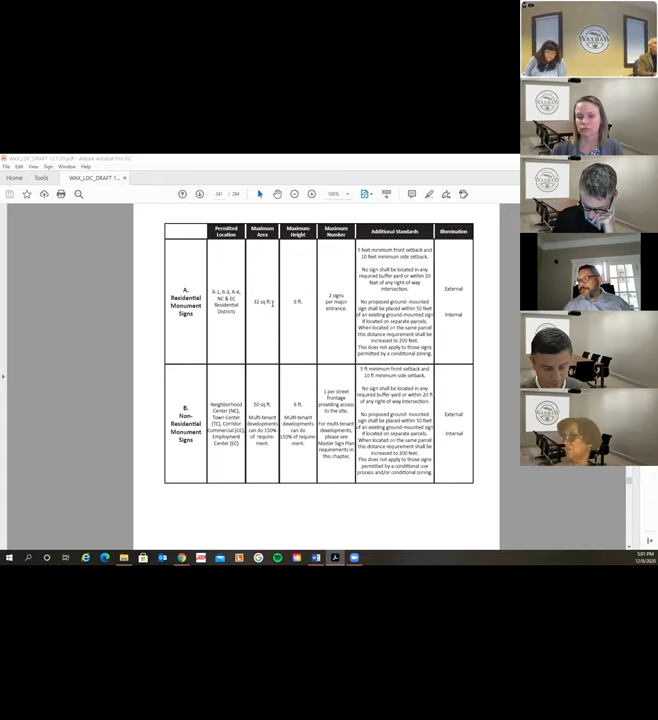 WAX_LDC_DRAFT 12.7.20.pdf - Adobe Acrobat Pro DC
File Edit View Sign Window Help
Home Tools WAX_LDC_DRAFT 1... ×
241 / 294
100%
Permitted Location
Maximum Area
Maximum Height
Maximum Number
Additional Standards
Illumination
A.
Residential
Monument
Signs
R-1, R-3, R-4,
NC & EC
Residential
Districts
32 sq ft.
6 ft.
2 signs
per major
entrance.
5 feet minimum front setback and
10 feet minimum side setback.
No sign shall be located in any
required buffer yard or within 20
feet of any right-of way
intersection.
No proposed ground- mounted
sign shall be placed within 50 feet
of an existing ground-mounted sign
if located on separate parcels.
When located on the same parcel
this distance requirement shall
be increased to 200 feet.
This does not apply to those signs
permitted by a conditional zoning.
External
Internal
B.
Non-
Residential
Monument
Signs
Neighborhood
Center (NC),
Town Center
(TC), Corridor
Commercial (CC),
Employment
Center (EC)
50 sq ft.
Multi-tenant
developments
can do 150%
of require-
ment.
8 ft.
Multi-tenant
developments
can do
150% of require-
ment.
1 per street
frontage
providing access
to the site.
For multi-tenant
developments,
please see
Master Sign Plan
requirements in
this chapter.
5 ft minimum front setback and
10 ft minimum side setback.
No sign shall be located in any
required buffer yard or within 20 ft
of any right-of way intersection.
No proposed ground- mounted
sign shall be placed within 50 feet
of an existing ground-mounted sign
if located on separate parcels.
When located on the same parcel
this distance requirement shall be
increased to 200 feet.
This does not apply to those signs
permitted by a conditional use
process and/or conditional zoning.
External
Internal
WAXHAW
5:01 PM
12/8/2020